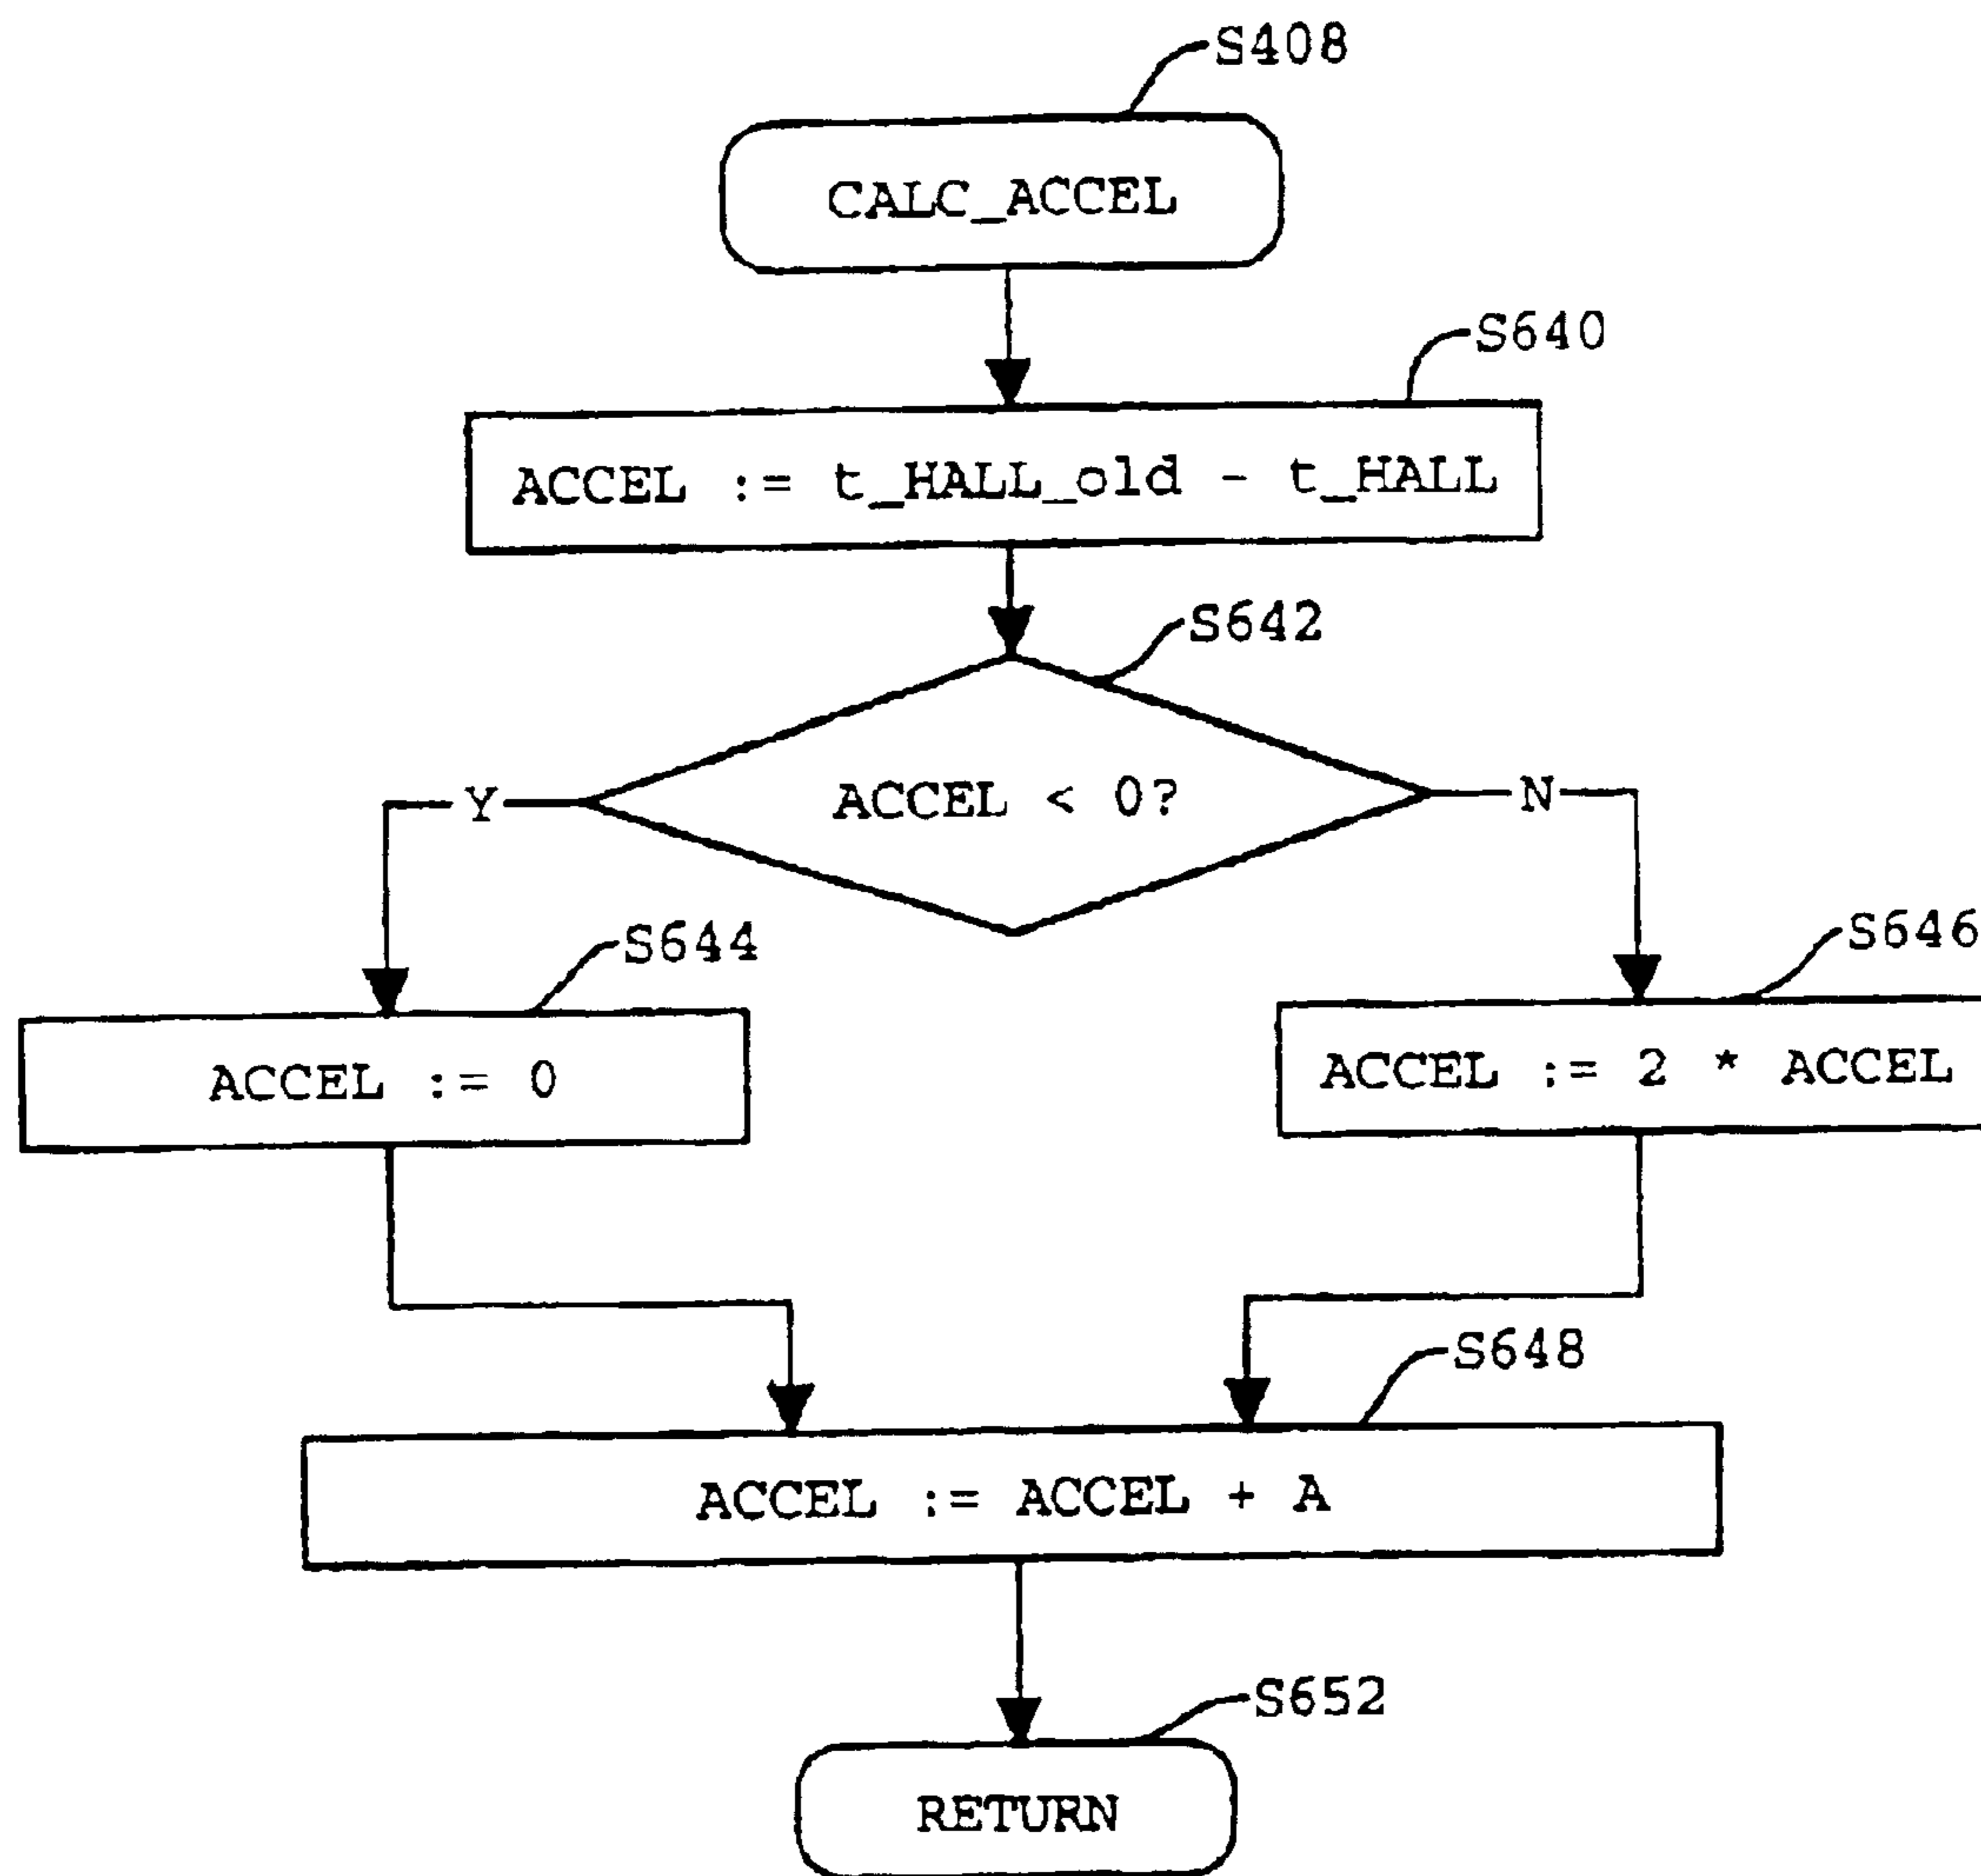 S408
CALC_ACCEL
S640
ACCEL := t_HALL_old - t_HALL
S642
ACCEL < 0?
Y
N
S644
S646
ACCEL := 0
ACCEL := 2 * ACCEL
S648
ACCEL := ACCEL + A
S652
RETURN